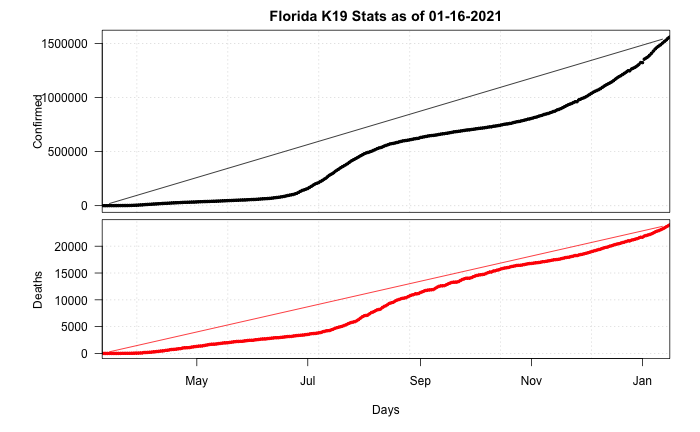 Florida K19 Stats as of 01-16-2021
Confirmed
1500000
1000000
500000
0
Deaths
20000
15000
10000
5000
0
May Jul Sep Nov Jan
Days